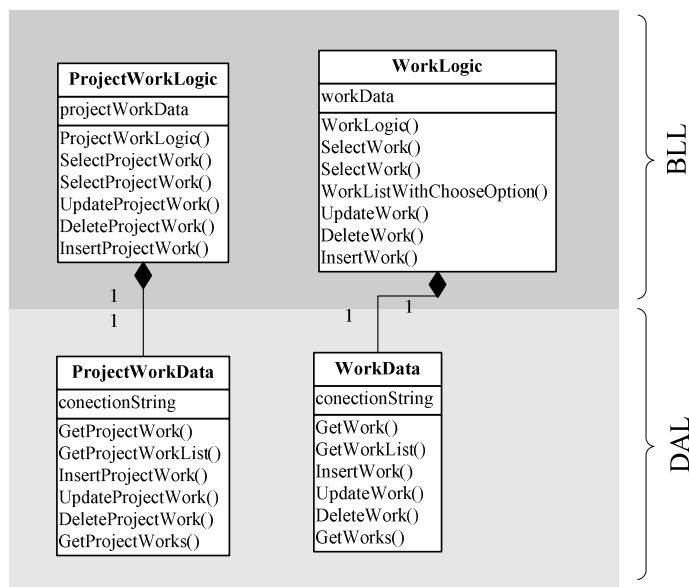 ProjectWorkLogic
projectWorkData
ProjectWorkLogic()
SelectProjectWork()
SelectProjectWork()
UpdateProjectWork()
DeleteProjectWork()
InsertProjectWork()
WorkLogic
workData
WorkLogic()
SelectWork()
SelectWork()
WorkListWithChooseOption()
UpdateWork()
DeleteWork()
InsertWork()
BLL
1
1
1
1
ProjectWorkData
conectionString
GetProjectWork()
GetProjectWorkList()
InsertProjectWork()
UpdateProjectWork()
DeleteProjectWork()
GetProjectWorks()
WorkData
conectionString
GetWork()
GetWorkList()
InsertWork()
UpdateWork()
DeleteWork()
GetWorks()
DAL